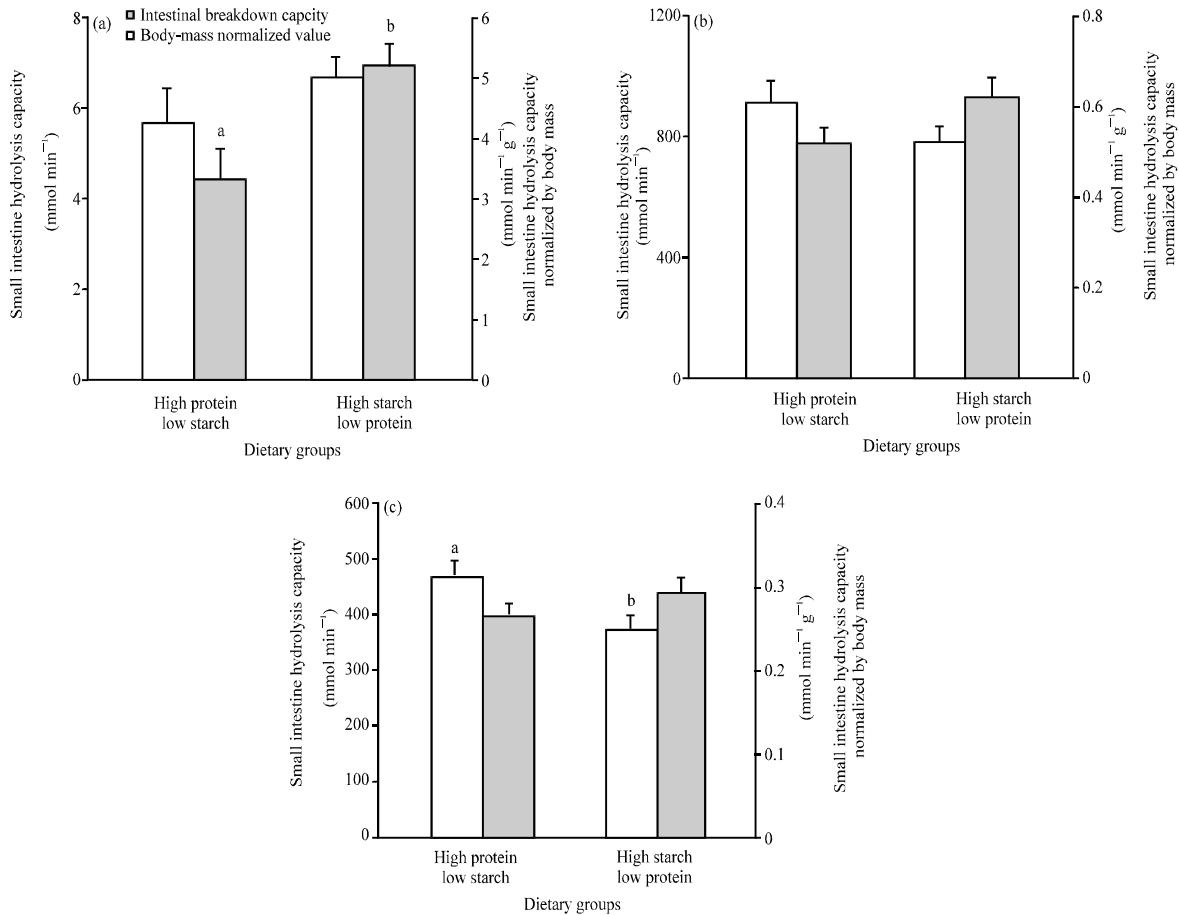 (a)
Intestinal breakdown capcity
Body-mass normalized value
Small intestine hydrolysis capacity
(mmol min⁻¹)
8
6
4
2
0
a
b
6
5
4
3
2
1
0
(mmol min⁻¹ g⁻¹)
Small intestine hydrolysis capacity
normalized by body mass
High protein
low starch
High starch
low protein
Dietary groups
(b)
Small intestine hydrolysis capacity
(mmol min⁻¹)
1200
800
400
0
0.8
0.6
0.4
0.2
0
(mmol min⁻¹ g⁻¹)
Small intestine hydrolysis capacity
normalized by body mass
High protein
low starch
High starch
low protein
Dietary groups
(c)
Small intestine hydrolysis capacity
(mmol min⁻¹)
600
500
400
300
200
100
0
a
b
0.4
0.3
0.2
0.1
0
(mmol min⁻¹ g⁻¹)
Small intestine hydrolysis capacity
normalized by body mass
High protein
low starch
High starch
low protein
Dietary groups